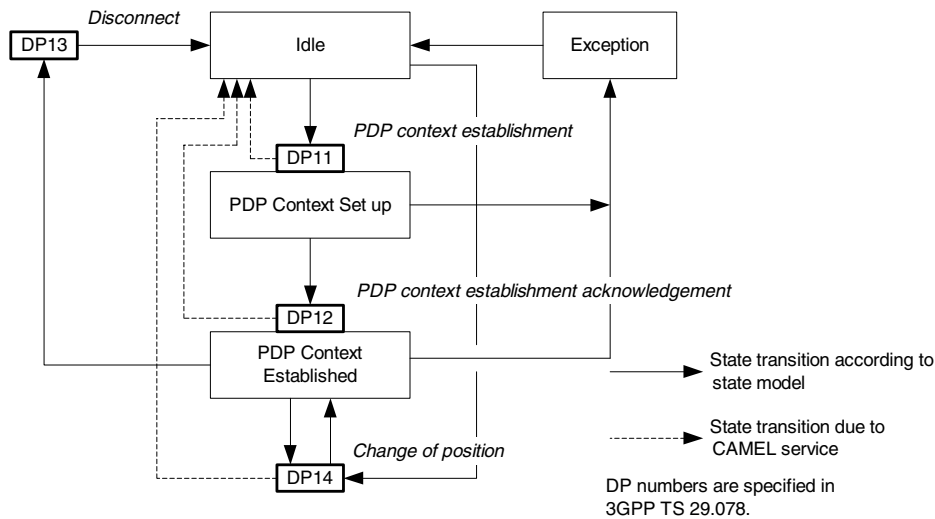 Disconnect
DP13
Idle
Exception
PDP context establishment
DP11
PDP Context Set up
PDP context establishment acknowledgement
DP12
PDP Context
Established
State transition according to
state model
Change of position
State transition due to
CAMEL service
DP14
DP numbers are specified in
3GPP TS 29.078.